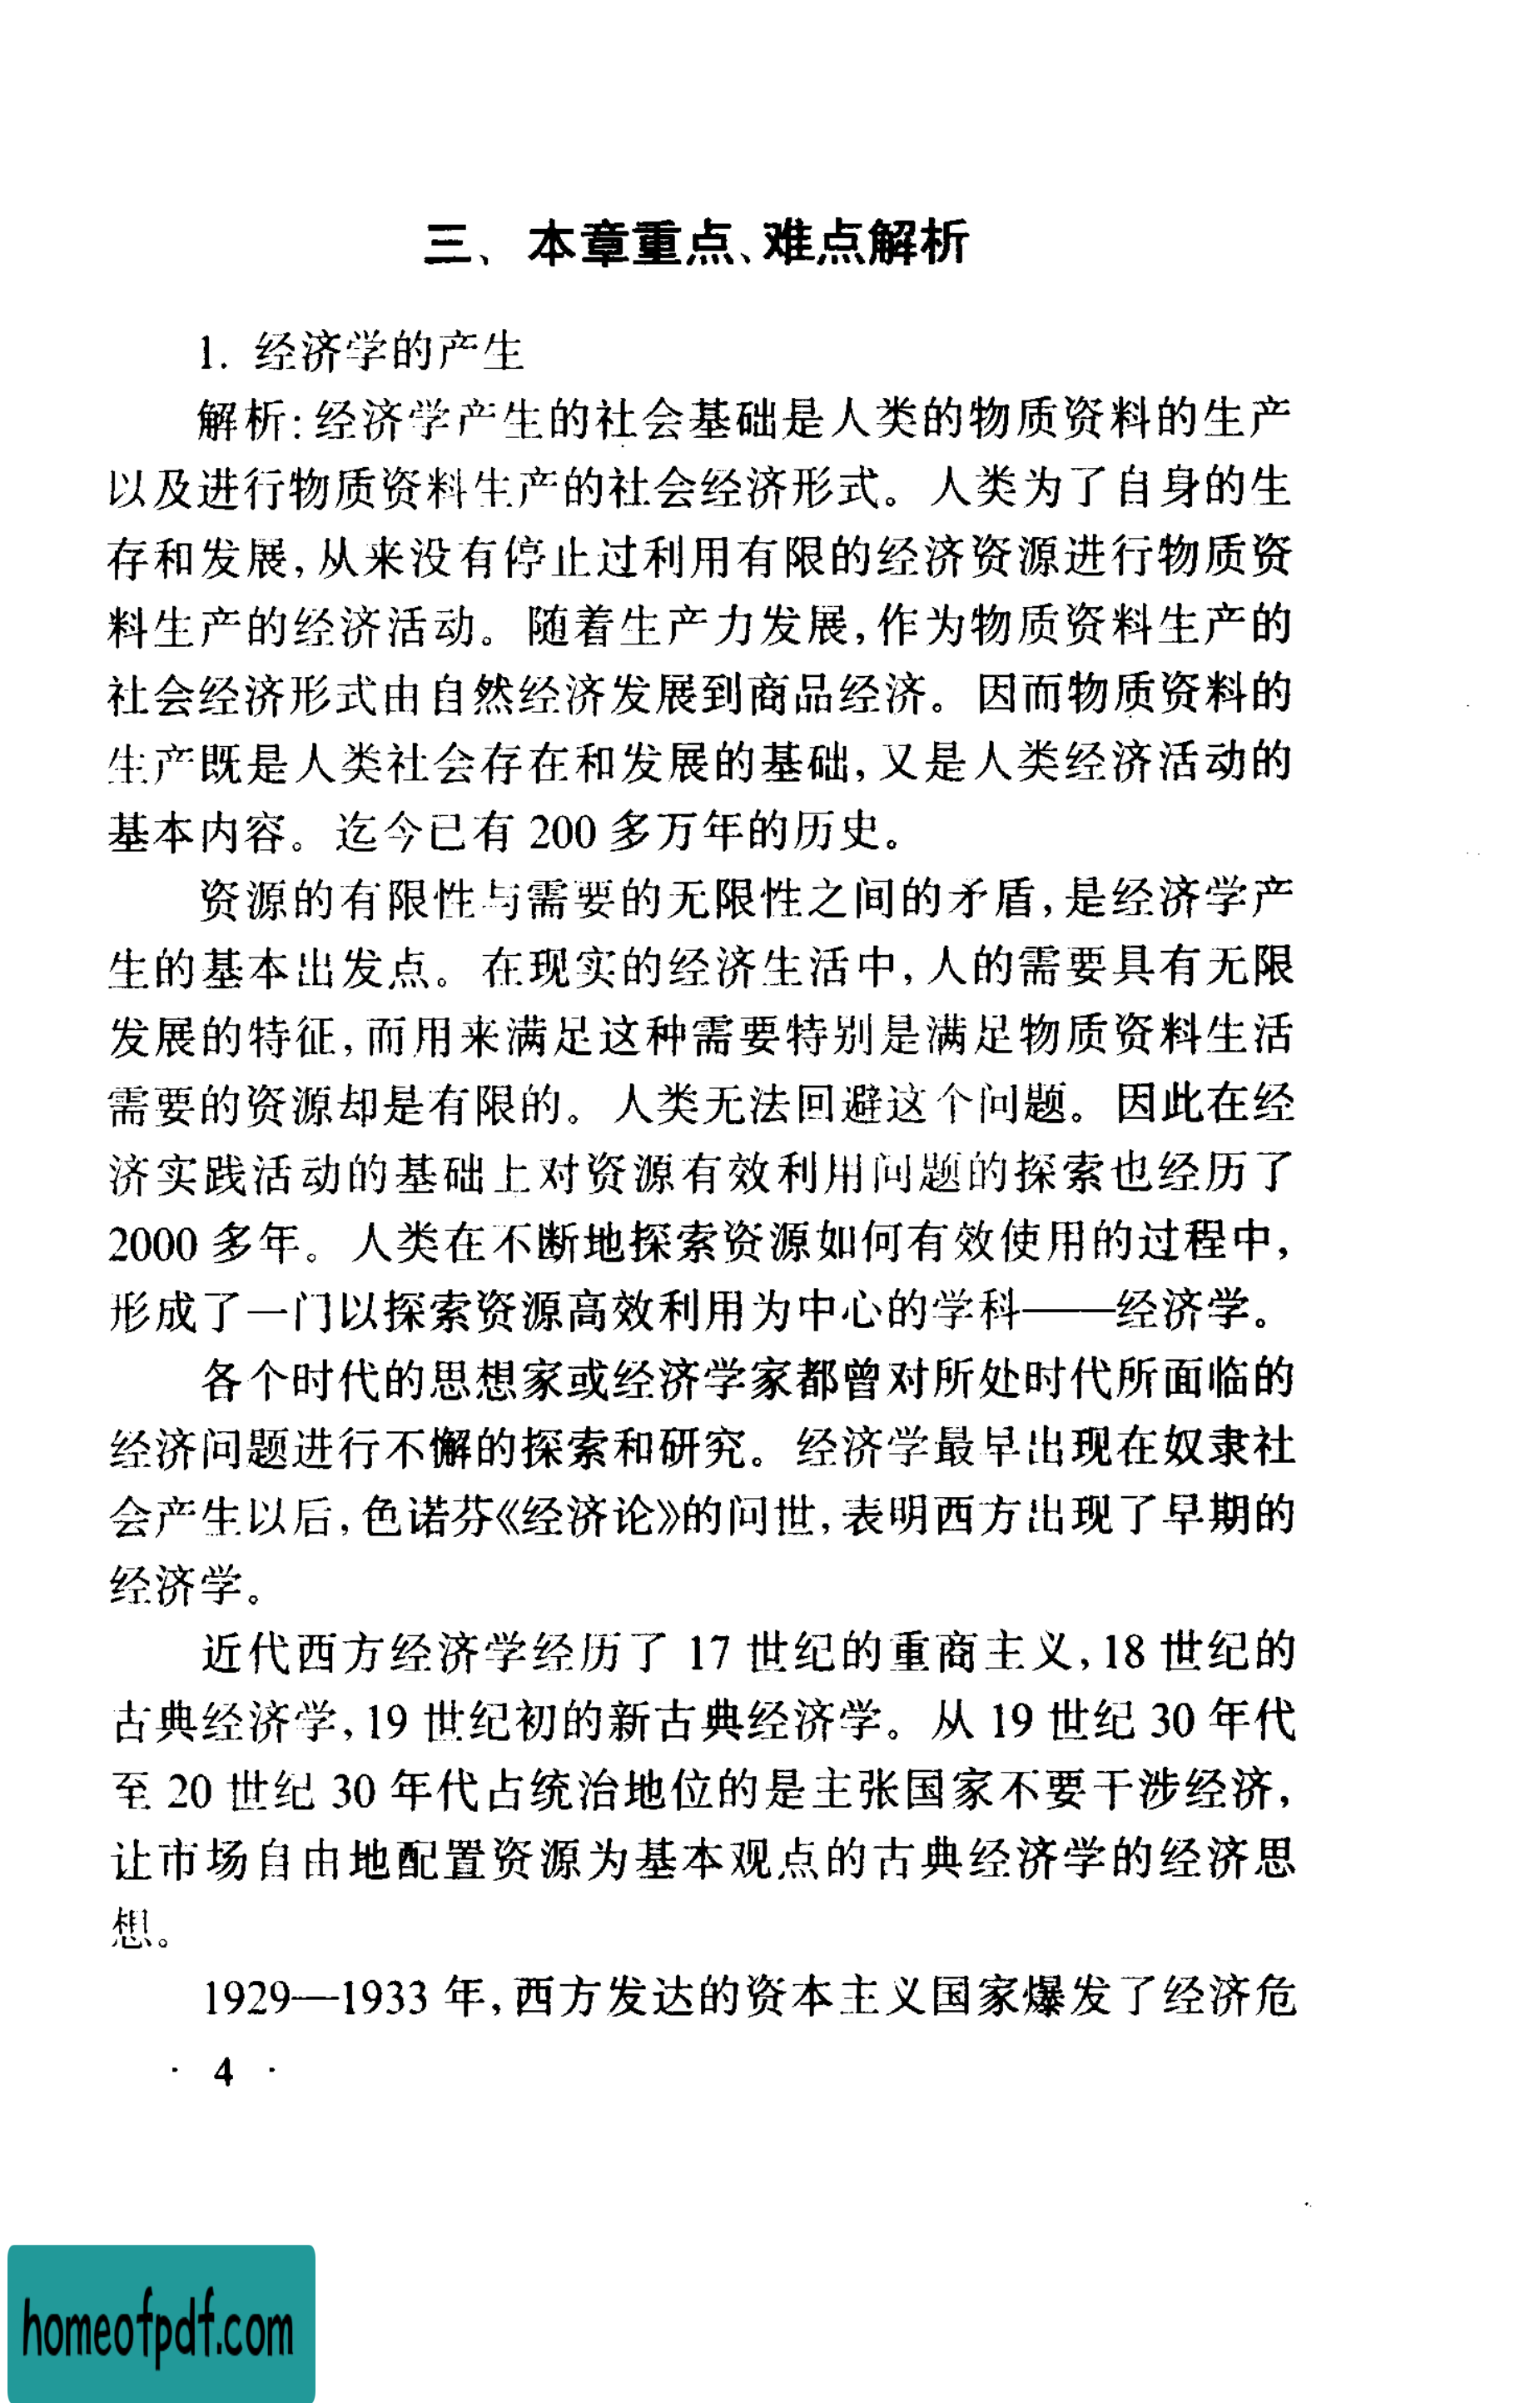 三、本章重点、难点解析
1. 经济学的产生
解析:经济学产生的社会基础是人类的物质资料的生产
以及进行物质资料生产的社会经济形式。人类为了自身的生
存和发展,从来没有停止过利用有限的经济资源进行物质资
料生产的经济活动。随着生产力发展,作为物质资料生产的
社会经济形式由自然经济发展到商品经济。因而物质资料的
生产既是人类社会存在和发展的基础,又是人类经济活动的
基本内容。迄今已有 200 多万年的历史。
资源的有限性与需要的无限性之间的矛盾,是经济学产
生的基本出发点。在现实的经济生活中,人的需要具有无限
发展的特征,而用来满足这种需要特别是满足物质资料生活
需要的资源却是有限的。人类无法回避这个问题。因此在经
济实践活动的基础上对资源有效利用问题的探索也经历了
2000 多年。人类在不断地探索资源如何有效使用的过程中,
形成了一门以探索资源高效利用为中心的学科——经济学。
各个时代的思想家或经济学家都曾对所处时代所面临的
经济问题进行不懈的探索和研究。经济学最早出现在奴隶社
会产生以后,色诺芬《经济论》的问世,表明西方出现了早期的
经济学。
近代西方经济学经历了 17 世纪的重商主义,18 世纪的
古典经济学,19 世纪初的新古典经济学。从 19 世纪 30 年代
至 20 世纪 30 年代占统治地位的是主张国家不要干涉经济,
让市场自由地配置资源为基本观点的古典经济学的经济思
想。
1929—1933 年,西方发达的资本主义国家爆发了经济危
· 4 ·
homeofpdf.com